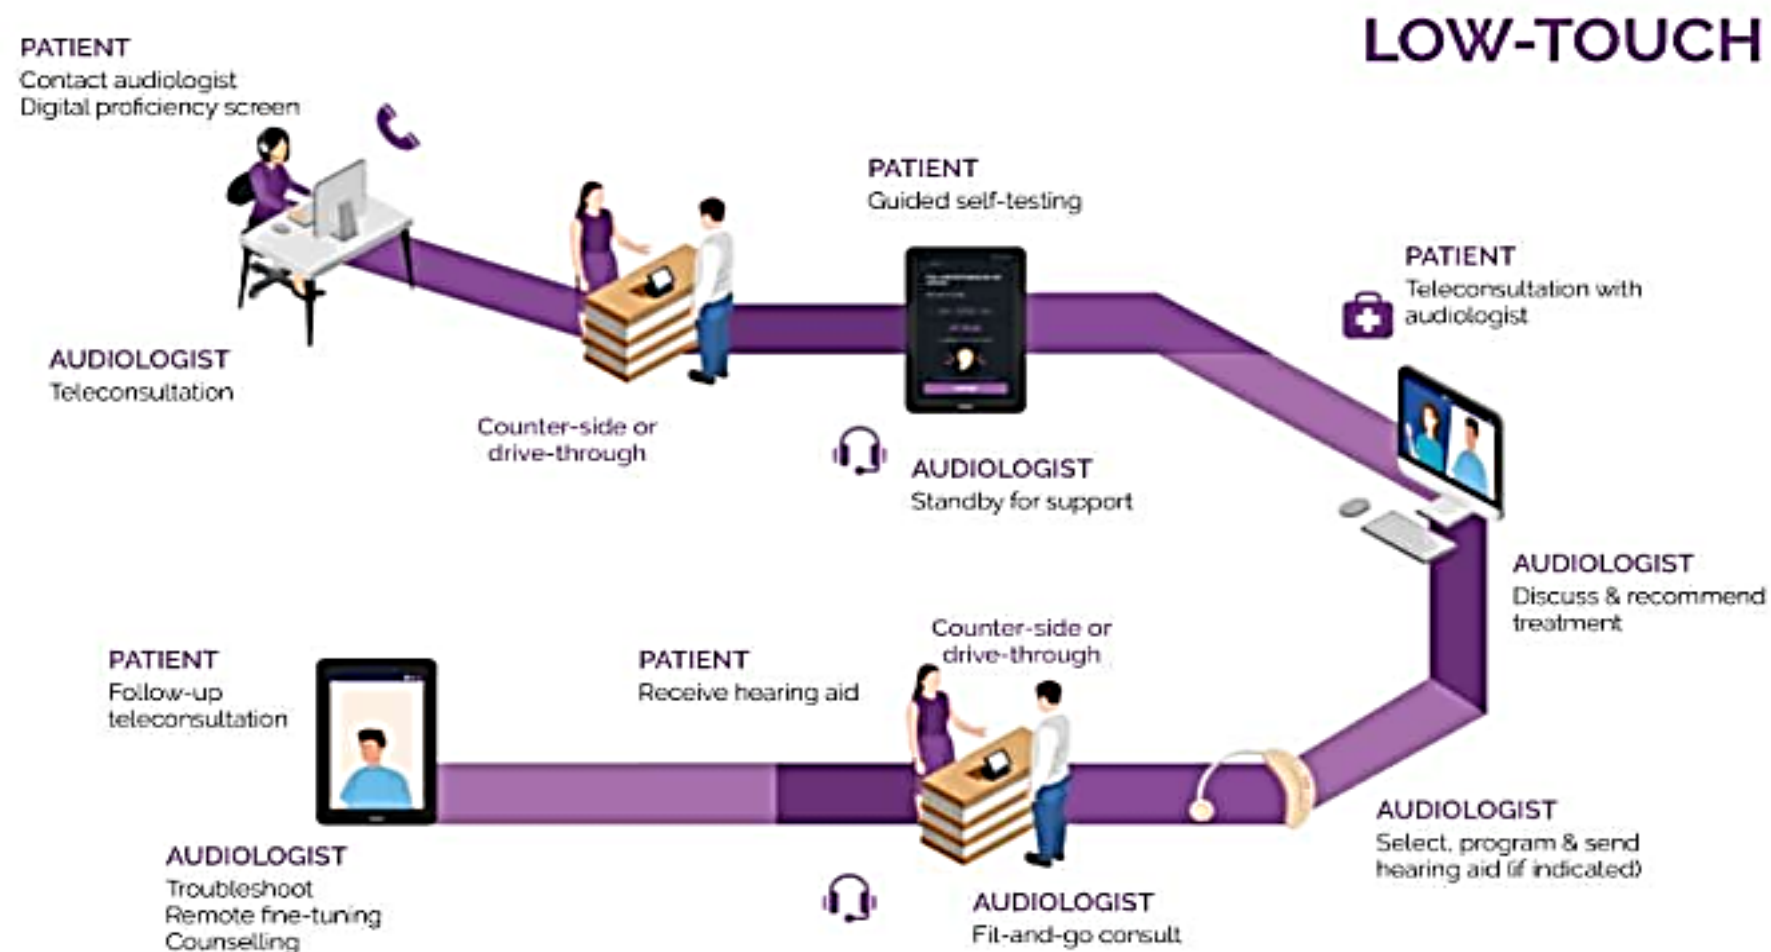 LOW-TOUCH
PATIENT
Contact audiologist
Digital proficiency screen
AUDIOLOGIST
Teleconsultation
Counter-side or
drive-through
PATIENT
Guided self-testing
AUDIOLOGIST
Standby for support
PATIENT
Teleconsultation with
audiologist
AUDIOLOGIST
Discuss & recommend
treatment
AUDIOLOGIST
Select, program & send
hearing aid (if indicated)
Counter-side or
drive-through
PATIENT
Receive hearing aid
AUDIOLOGIST
Fit-and-go consult
PATIENT
Follow-up
teleconsultation
AUDIOLOGIST
Troubleshoot
Remote fine-tuning
Counselling